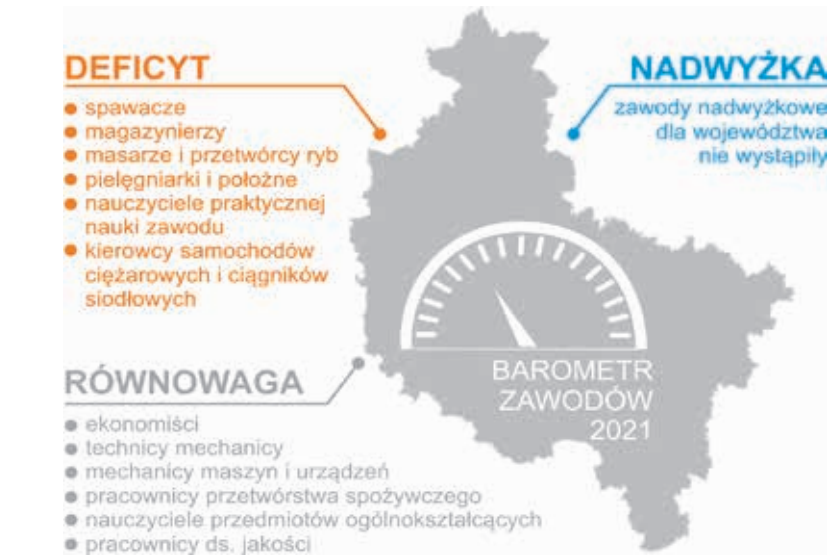 DEFICYT
● spawacze
● magazynierzy
● masarze i przetwórcy ryb
● pielęgniarki i położne
● nauczyciele praktycznej
nauki zawodu
● kierowcy samochodów
ciężarowych i ciągników
siodłowych
NADWYŻKA
zawody nadwyżkowe
dla województwa
nie wystąpiły
RÓWNOWAGA
● ekonomiści
● technicy mechanicy
● mechanicy maszyn i urządzeń
● pracownicy przetwórstwa spożywczego
● nauczyciele przedmiotów ogólnokształcących
● pracownicy ds. jakości
BAROMETR
ZAWODÓW
2021